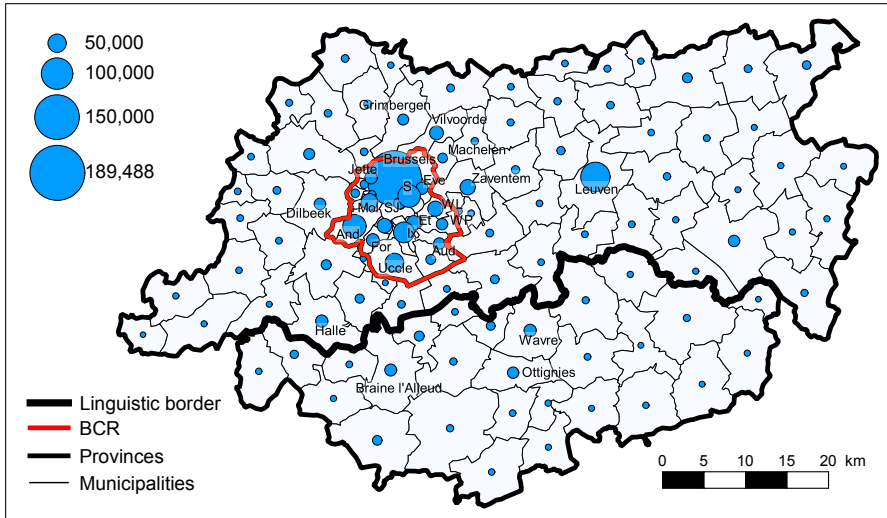 50,000
100,000
150,000
189,488
Grimbergen
Vilvoorde
Machelen
Brussels
Jette
Eve
Zaventem
Leuven
S
Mol
SJ
WL
Dilbeek
WP
Et
And
Ix
For
Aud
Uccle
Halle
Wavre
Ottignies
Braine l'Alleud
Linguistic border
BCR
Provinces
Municipalities
0 5 10 15 20 km